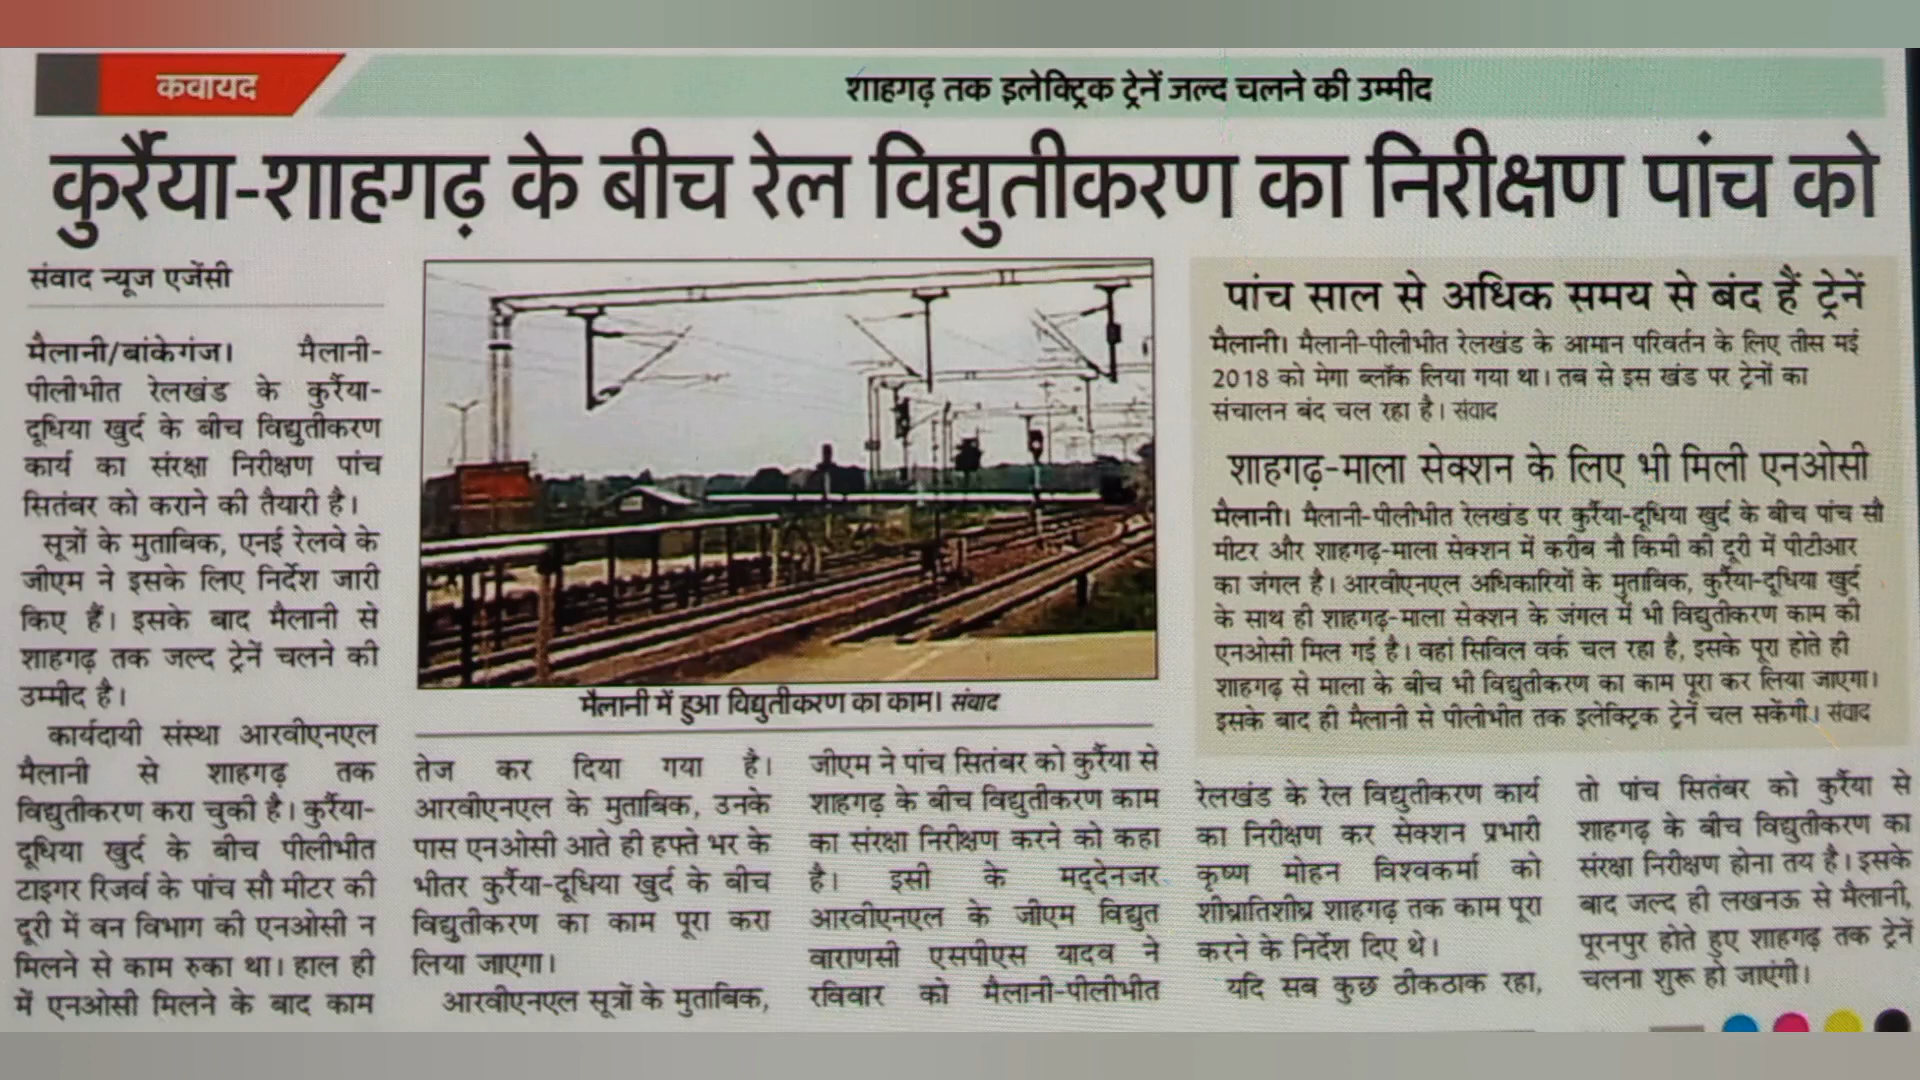 कवायद
शाहगढ़ तक इलेक्ट्रिक ट्रेनें जल्द चलने की उम्मीद
कुर्रैया-शाहगढ़ के बीच रेल विद्युतीकरण का निरीक्षण पांच को
संवाद न्यूज एजेंसी
मैलानी/बांकेगंज। मैलानी-
पीलीभीत रेलखंड के कुर्रैया-
दूधिया खुर्द के बीच विद्युतीकरण
कार्य का संरक्षा निरीक्षण पांच
सितंबर को कराने की तैयारी है।
सूत्रों के मुताबिक, एनई रेलवे के
जीएम ने इसके लिए निर्देश जारी
किए हैं। इसके बाद मैलानी से
शाहगढ़ तक जल्द ट्रेनें चलने की
उम्मीद है।
कार्यदायी संस्था आरवीएनएल
मैलानी से शाहगढ़ तक
विद्युतीकरण करा चुकी है। कुर्रैया-
दूधिया खुर्द के बीच पीलीभीत
टाइगर रिजर्व के पांच सौ मीटर की
दूरी में वन विभाग की एनओसी न
मिलने से काम रुका था। हाल ही
में एनओसी मिलने के बाद काम
मैलानी में हुआ विद्युतीकरण का काम। संवाद
तेज कर दिया गया है।
आरवीएनएल के मुताबिक, उनके
पास एनओसी आते ही हफ्ते भर के
भीतर कुर्रैया-दूधिया खुर्द के बीच
विद्युतीकरण का काम पूरा करा
लिया जाएगा।
आरवीएनएल सूत्रों के मुताबिक,
जीएम ने पांच सितंबर को कुर्रैया से
शाहगढ़ के बीच विद्युतीकरण काम
का संरक्षा निरीक्षण करने को कहा
है। इसी के मद्देनजर
आरवीएनएल के जीएम विद्युत
वाराणसी एसपीएस यादव ने
रविवार को मैलानी-पीलीभीत
रेलखंड के रेल विद्युतीकरण कार्य
का निरीक्षण कर सेक्शन प्रभारी
कृष्ण मोहन विश्वकर्मा को
शीघ्रातिशीघ्र शाहगढ़ तक काम पूरा
करने के निर्देश दिए थे।
यदि सब कुछ ठीकठाक रहा,
तो पांच सितंबर को कुर्रैया से
शाहगढ़ के बीच विद्युतीकरण का
संरक्षा निरीक्षण होना तय है। इसके
बाद जल्द ही लखनऊ से मैलानी,
पूरनपुर होते हुए शाहगढ़ तक ट्रेनें
चलना शुरू हो जाएंगी।
पांच साल से अधिक समय से बंद हैं ट्रेनें
मैलानी। मैलानी-पीलीभीत रेलखंड के आमान परिवर्तन के लिए तीस मई
2018 को मेगा ब्लॉक लिया गया था। तब से इस खंड पर ट्रेनों का
संचालन बंद चल रहा है। संवाद
शाहगढ़-माला सेक्शन के लिए भी मिली एनओसी
मैलानी। मैलानी-पीलीभीत रेलखंड पर कुर्रैया-दूधिया खुर्द के बीच पांच सौ
मीटर और शाहगढ़-माला सेक्शन में करीब नौ किमी की दूरी में पीटीआर
का जंगल है। आरवीएनएल अधिकारियों के मुताबिक, कुर्रैया-दूधिया खुर्द
के साथ ही शाहगढ़-माला सेक्शन के जंगल में भी विद्युतीकरण काम की
एनओसी मिल गई है। वहां सिविल वर्क चल रहा है, इसके पूरा होते ही
शाहगढ़ से माला के बीच भी विद्युतीकरण का काम पूरा कर लिया जाएगा।
इसके बाद ही मैलानी से पीलीभीत तक इलेक्ट्रिक ट्रेनें चल सकेंगी। संवाद